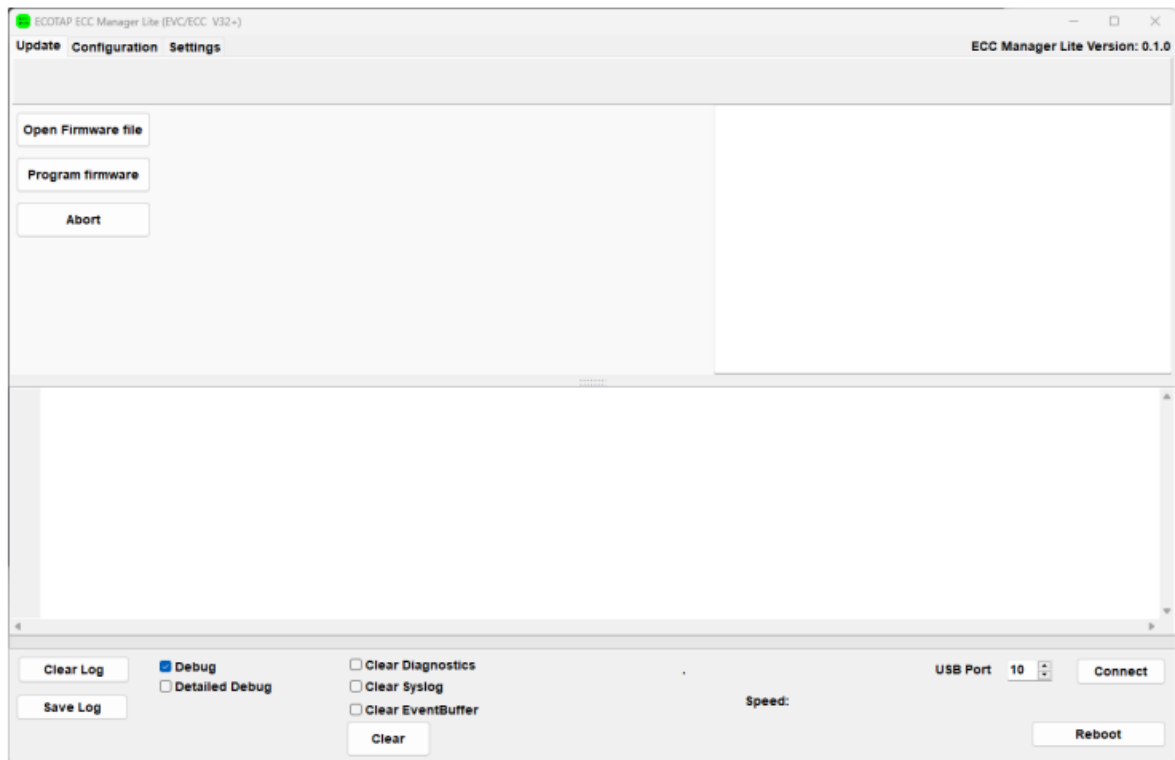 ECOTAP ECC Manager Lite (EVC/ECC V32+)
Update Configuration Settings ECC Manager Lite Version: 0.1.0
Open Firmware file
Program firmware
Abort
Clear Log Debug Clear Diagnostics USB Port 10 Connect
Detailed Debug Clear Syslog
Save Log Clear EventBuffer Speed:
Clear Reboot